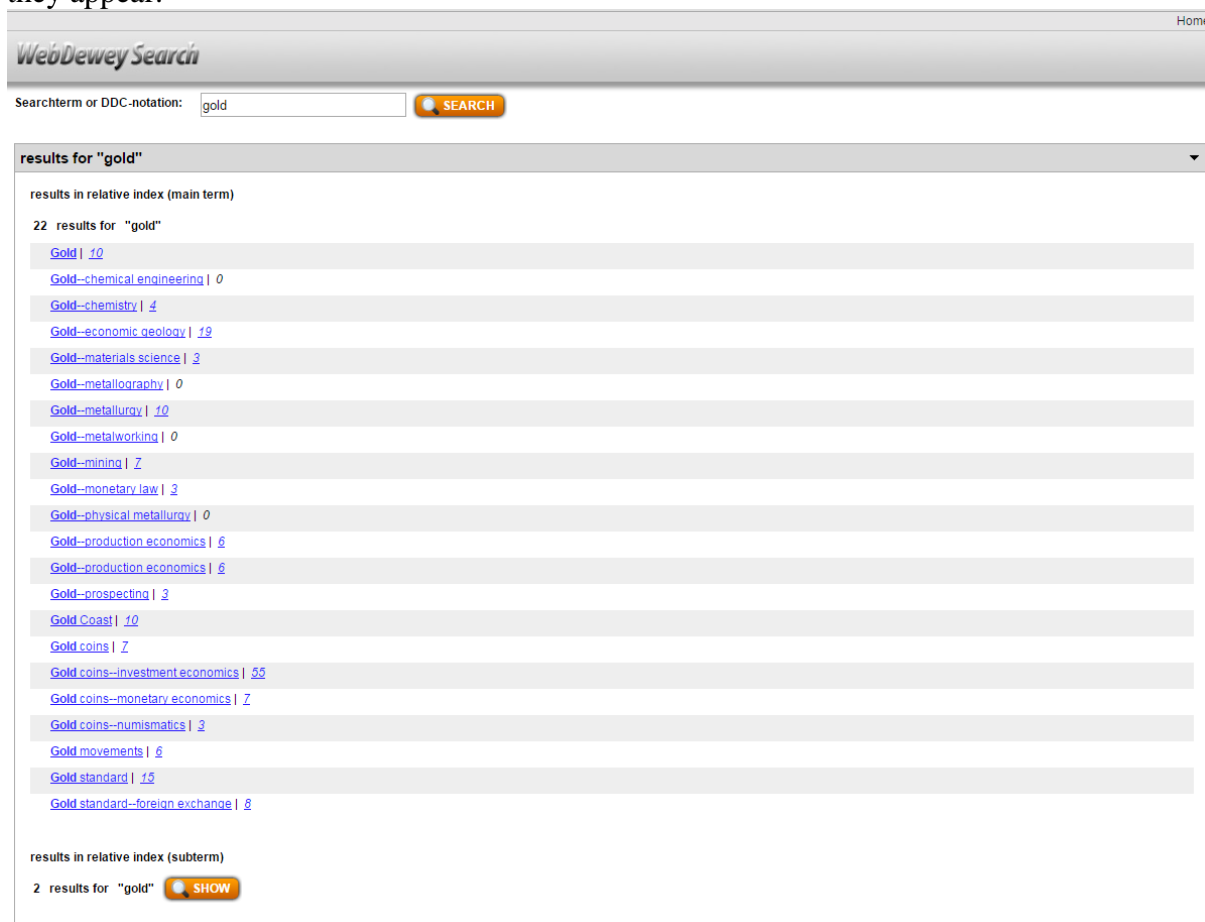 they appear.
Home
WebDewey Search
Searchterm or DDC-notation: gold SEARCH
results for "gold"
results in relative index (main term)
22 results for "gold"
Gold | 10
Gold--chemical engineering | 0
Gold--chemistry | 4
Gold--economic geology | 19
Gold--materials science | 3
Gold--metallography | 0
Gold--metallurgy | 10
Gold--metalworking | 0
Gold--mining | 7
Gold--monetary law | 3
Gold--physical metallurgy | 0
Gold--production economics | 6
Gold--production economics | 6
Gold--prospecting | 3
Gold Coast | 10
Gold coins | 7
Gold coins--investment economics | 55
Gold coins--monetary economics | 7
Gold coins--numismatics | 3
Gold movements | 6
Gold standard | 15
Gold standard--foreign exchange | 8
results in relative index (subterm)
2 results for "gold" SHOW